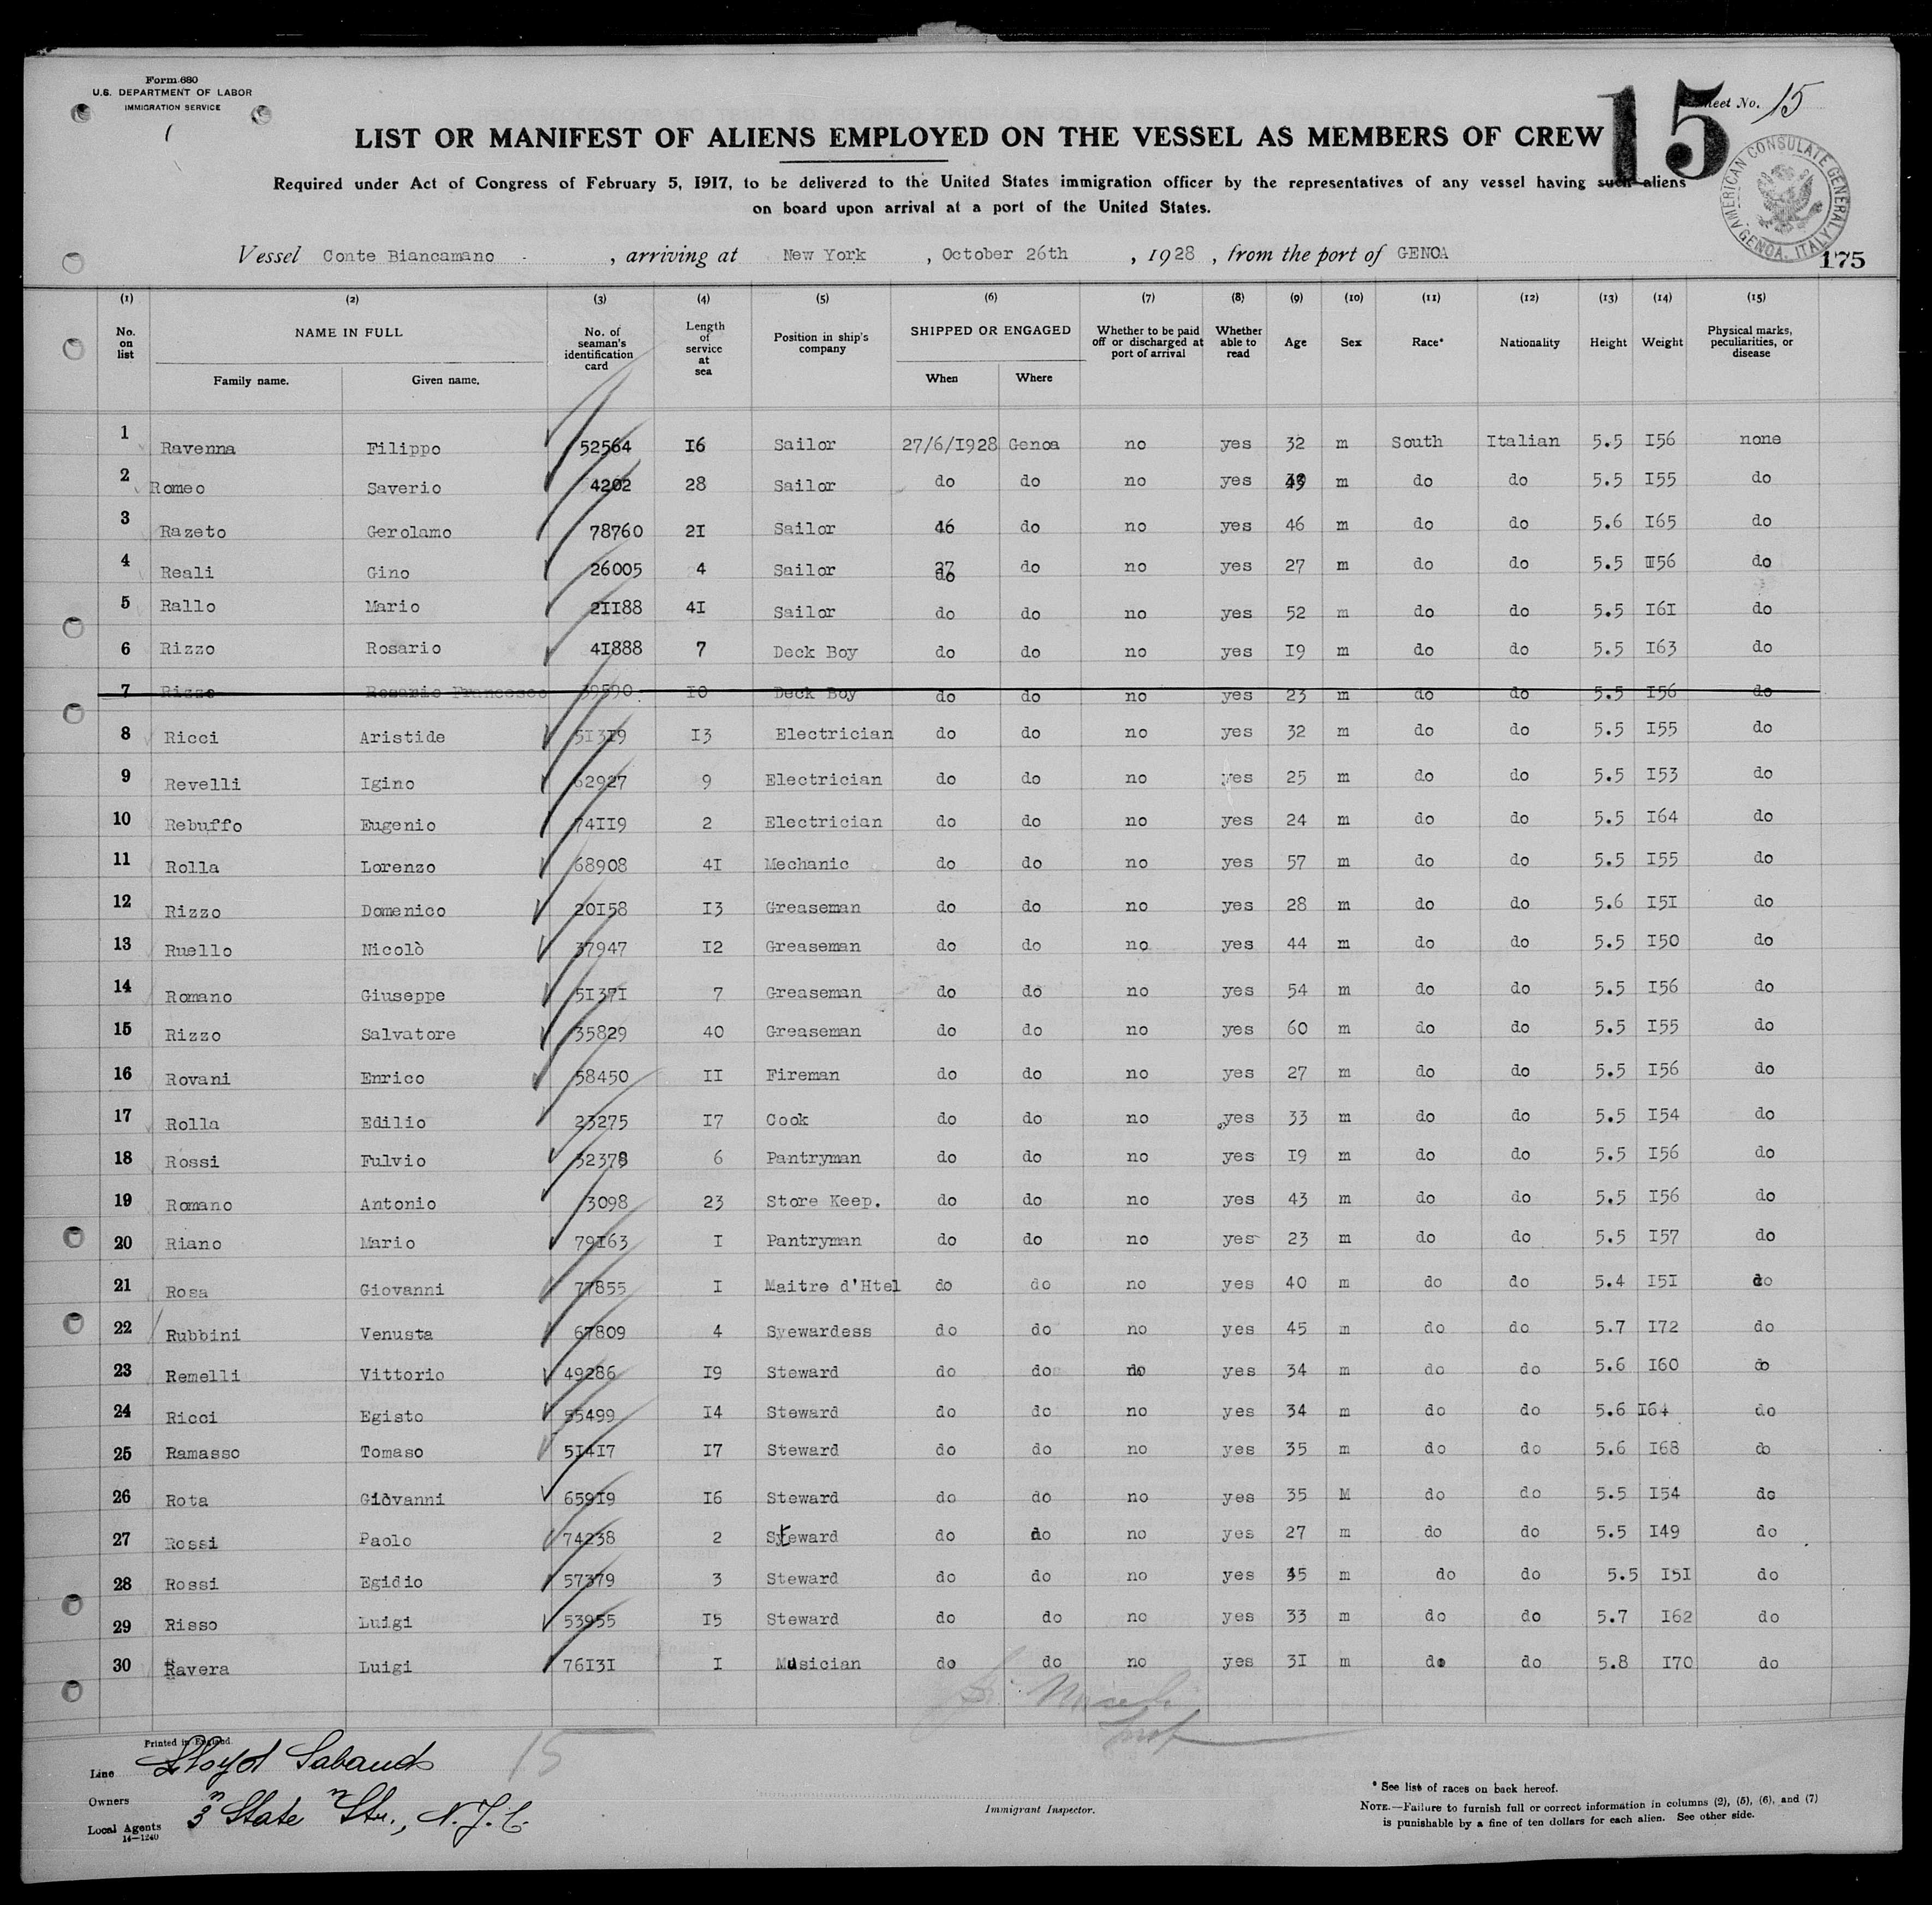 Form 680
U.S. DEPARTMENT OF LABOR
IMMIGRATION SERVICE
Sheet No. 15
15
LIST OR MANIFEST OF ALIENS EMPLOYED ON THE VESSEL AS MEMBERS OF CREW
Required under Act of Congress of February 5, 1917, to be delivered to the United States immigration officer by the representatives of any vessel having such aliens
on board upon arrival at a port of the United States.
AMERICAN CONSULATE GENERAL GENOA, ITALY
Vessel Conte Biancamano, arriving at New York, October 26th, 1928, from the port of GENOA
175
(1) (2) (3) (4) (5) (6) (7) (8) (9) (10) (11) (12) (13) (14) (15)
No. on list NAME IN FULL Family name. Given name. No. of seaman's identification card Length of service at sea Position in ship's company SHIPPED OR ENGAGED When Where Whether to be paid off or discharged at port of arrival Whether able to read Age Sex Race* Nationality Height Weight Physical marks, peculiarities, or disease
1 Ravenna Filippo 52564 I6 Sailor 27/6/I928 Genoa no yes 32 m South Italian 5.5 I56 none
2 Romeo Saverio 4202 28 Sailor do do no yes m do do 5.5 I55 do
3 Razeto Gerolamo 78760 2I Sailor 46 do no yes 46 m do do 5.6 I65 do
4 Reali Gino 26005 4 Sailor do do no yes 27 m do do 5.5 I56 do
5 Rallo Mario 2II88 4I Sailor do do no yes 52 m do do 5.5 I6I do
6 Rizzo Rosario 4I888 7 Deck Boy do do no yes I9 m do do 5.5 I63 do
7 Rizzo Rosario Francesco 39590 I0 Deck Boy do do no yes 23 m do do 5.5 I56 do
8 Ricci Aristide 5I3I9 I3 Electrician do do no yes 32 m do do 5.5 I55 do
9 Revelli Igino 62927 9 Electrician do do no yes 25 m do do 5.5 I53 do
10 Rebuffo Eugenio 74II9 2 Electrician do do no yes 24 m do do 5.5 I64 do
11 Rolla Lorenzo 68908 4I Mechanic do do no yes 57 m do do 5.5 I55 do
12 Rizzo Domenico 20I58 I3 Greaseman do do no yes 28 m do do 5.6 I5I do
13 Ruello Nicolò 37947 I2 Greaseman do do no yes 44 m do do 5.5 I50 do
14 Romano Giuseppe 5I37I 7 Greaseman do do no yes 54 m do do 5.5 I56 do
15 Rizzo Salvatore 35829 40 Greaseman do do no yes 60 m do do 5.5 I55 do
16 Rovani Enrico 58450 II Fireman do do no yes 27 m do do 5.5 I56 do
17 Rolla Edilio 23275 I7 Cook do do no yes 33 m do do 5.5 I54 do
18 Rossi Fulvio 32378 6 Pantryman do do no yes I9 m do do 5.5 I56 do
19 Romano Antonio 3098 23 Store Keep. do do no yes 43 m do do 5.5 I56 do
20 Riano Mario 79I63 I Pantryman do do no yes 23 m do do 5.5 I57 do
21 Rosa Giovanni 77855 I Maitre d'Htel do do no yes 40 m do do 5.4 I5I do
22 Rubbini Venusta 67809 4 Syewardess do do no yes 45 m do do 5.7 I72 do
23 Remelli Vittorio 49286 I9 Steward do do no yes 34 m do do 5.6 I60 do
24 Ricci Egisto 55499 I4 Steward do do no yes 34 m do do 5.6 I64 do
25 Ramasso Tomaso 5I4I7 I7 Steward do do no yes 35 m do do 5.6 I68 do
26 Rota Giovanni 659I9 I6 Steward do do no yes 35 M do do 5.5 I54 do
27 Rossi Paolo 74238 2 Steward do do no yes 27 m do do 5.5 I49 do
28 Rossi Egidio 57379 3 Steward do do no yes 35 m do do 5.5 I5I do
29 Risso Luigi 53955 I5 Steward do do no yes 33 m do do 5.7 I62 do
30 Ravera Luigi 76I3I I Musician do do no yes 3I m do do 5.8 I70 do
Printed in England.
15
Line Lloyd Sabaudo
Owners
Local Agents 3 State Str., N.Y.C.
14—1240
Immigrant Inspector.
* See list of races on back hereof.
NOTE.—Failure to furnish full or correct information in columns (2), (5), (6), and (7)
is punishable by a fine of ten dollars for each alien. See other side.